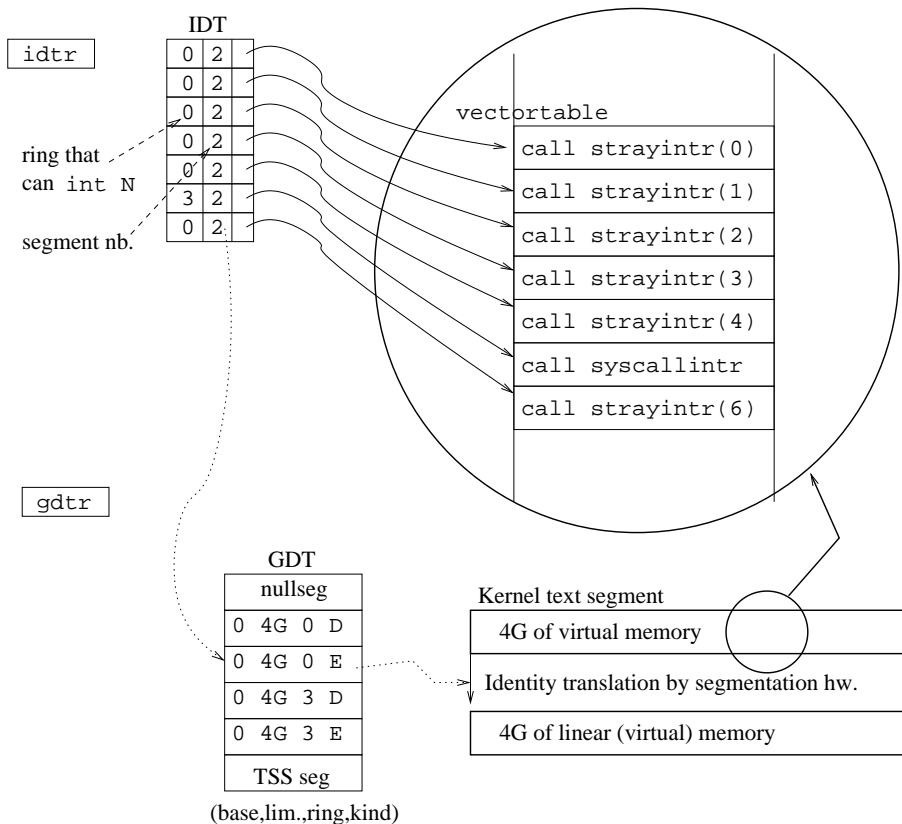 IDT
idtr
0 2
0 2
0 2
0 2
0 2
3 2
0 2
ring that
can int N
segment nb.
vectortable
call strayintr(0)
call strayintr(1)
call strayintr(2)
call strayintr(3)
call strayintr(4)
call syscallintr
call strayintr(6)
gdtr
GDT
nullseg
0 4G 0 D
0 4G 0 E
0 4G 3 D
0 4G 3 E
TSS seg
(base,lim.,ring,kind)
Kernel text segment
4G of virtual memory
Identity translation by segmentation hw.
4G of linear (virtual) memory